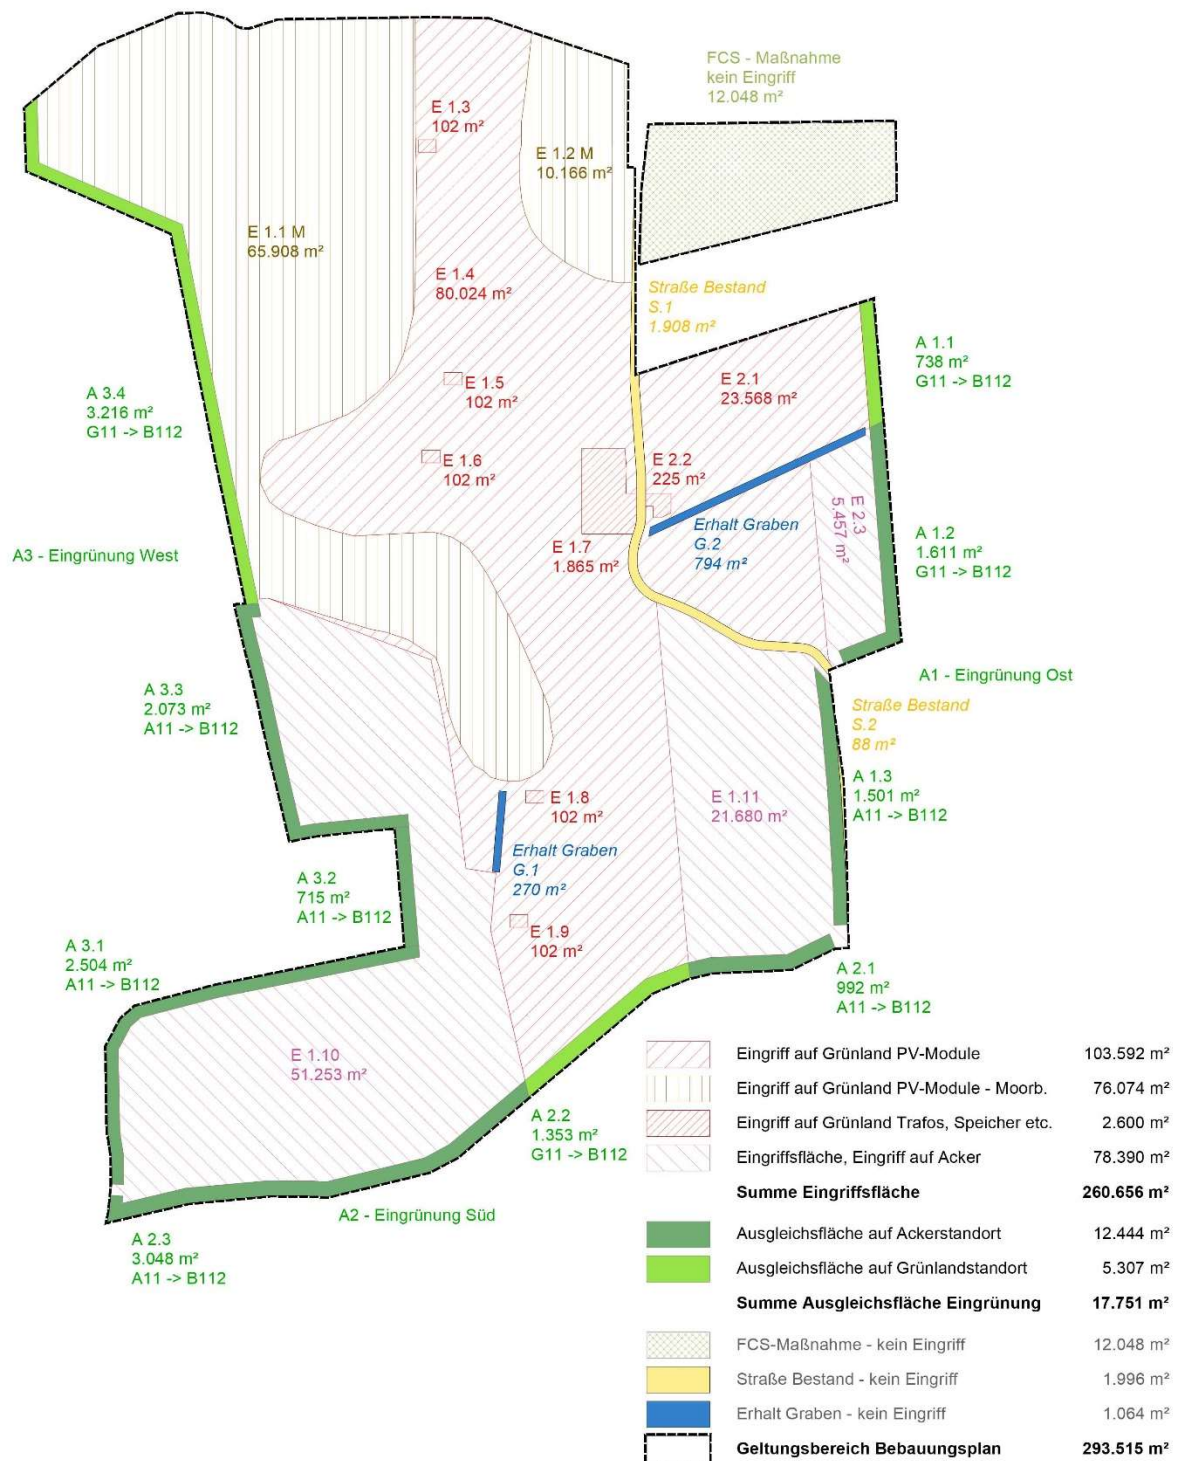 FCS - Maßnahme
kein Eingriff
12.048 m²
E 1.3
102 m²
E 1.2 M
10.166 m²
E 1.1 M
65.908 m²
E 1.4
80.024 m²
Straße Bestand
S.1
1.908 m²
A 1.1
738 m²
G11 -> B112
E 2.1
23.568 m²
A 3.4
3.216 m²
G11 -> B112
E 1.5
102 m²
E 1.6
102 m²
E 2.2
225 m²
E 2.3
5.457 m²
Erhalt Graben
G.2
794 m²
A 1.2
1.611 m²
G11 -> B112
A3 - Eingrünung West
E 1.7
1.865 m²
A1 - Eingrünung Ost
A 3.3
2.073 m²
A11 -> B112
Straße Bestand
S.2
88 m²
A 1.3
1.501 m²
A11 -> B112
E 1.8
102 m²
E 1.11
21.680 m²
Erhalt Graben
G.1
270 m²
A 3.2
715 m²
A11 -> B112
E 1.9
102 m²
A 3.1
2.504 m²
A11 -> B112
A 2.1
992 m²
A11 -> B112
E 1.10
51.253 m²
A 2.2
1.353 m²
G11 -> B112
A2 - Eingrünung Süd
A 2.3
3.048 m²
A11 -> B112
Eingriff auf Grünland PV-Module 103.592 m²
Eingriff auf Grünland PV-Module - Moorb. 76.074 m²
Eingriff auf Grünland Trafos, Speicher etc. 2.600 m²
Eingriffsfläche, Eingriff auf Acker 78.390 m²
Summe Eingriffsfläche 260.656 m²
Ausgleichsfläche auf Ackerstandort 12.444 m²
Ausgleichsfläche auf Grünlandstandort 5.307 m²
Summe Ausgleichsfläche Eingrünung 17.751 m²
FCS-Maßnahme - kein Eingriff 12.048 m²
Straße Bestand - kein Eingriff 1.996 m²
Erhalt Graben - kein Eingriff 1.064 m²
Geltungsbereich Bebauungsplan 293.515 m²